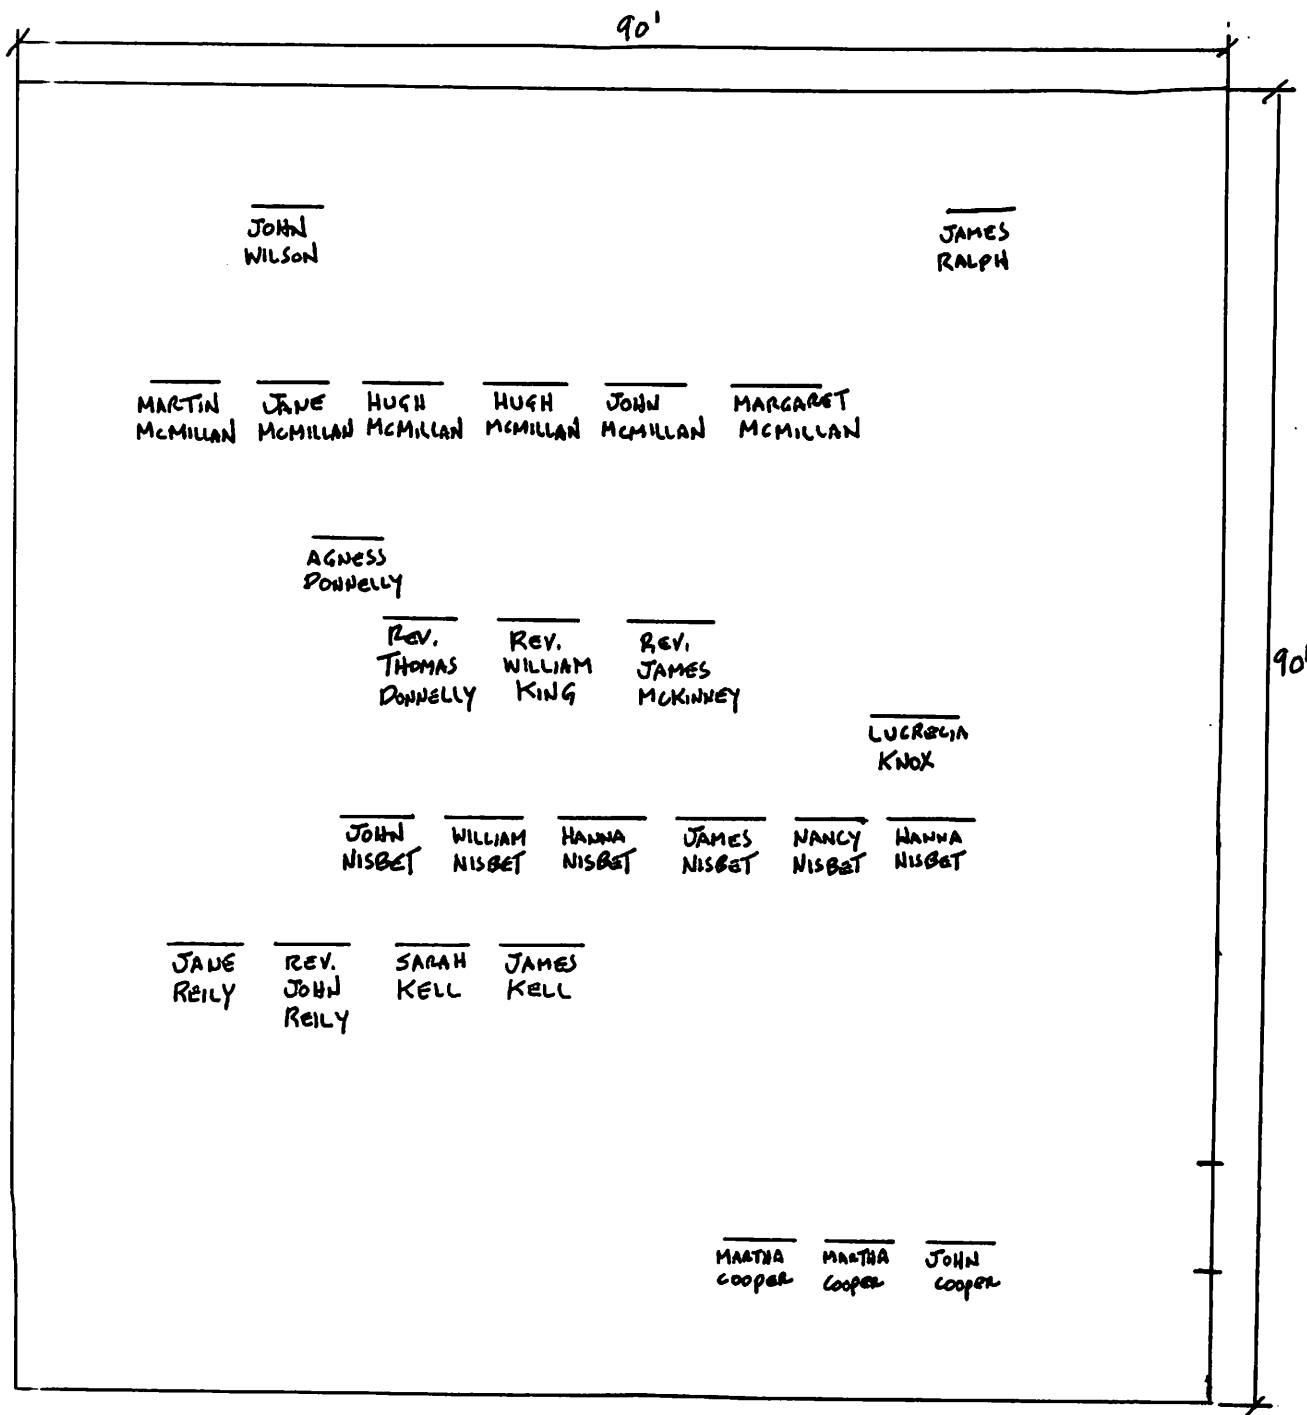 90'
JOHN
WILSON
JAMES
RALPH
MARTIN
MCMILLAN
JANE
MCMILLAN
HUGH
MCMILLAN
HUGH
MCMILLAN
JOHN
MCMILLAN
MARGARET
MCMILLAN
AGNESS
DONNELLY
REV.
THOMAS
DONNELLY
REV.
WILLIAM
KING
REV.
JAMES
MCKINNEY
90'
LUCRECIA
KNOX
JOHN
NISBET
WILLIAM
NISBET
HANNA
NISBET
JAMES
NISBET
NANCY
NISBET
HANNA
NISBET
JANE
REILY
REV.
JOHN
REILY
SARAH
KELL
JAMES
KELL
MARTHA
COOPER
MARTHA
COOPER
JOHN
COOPER